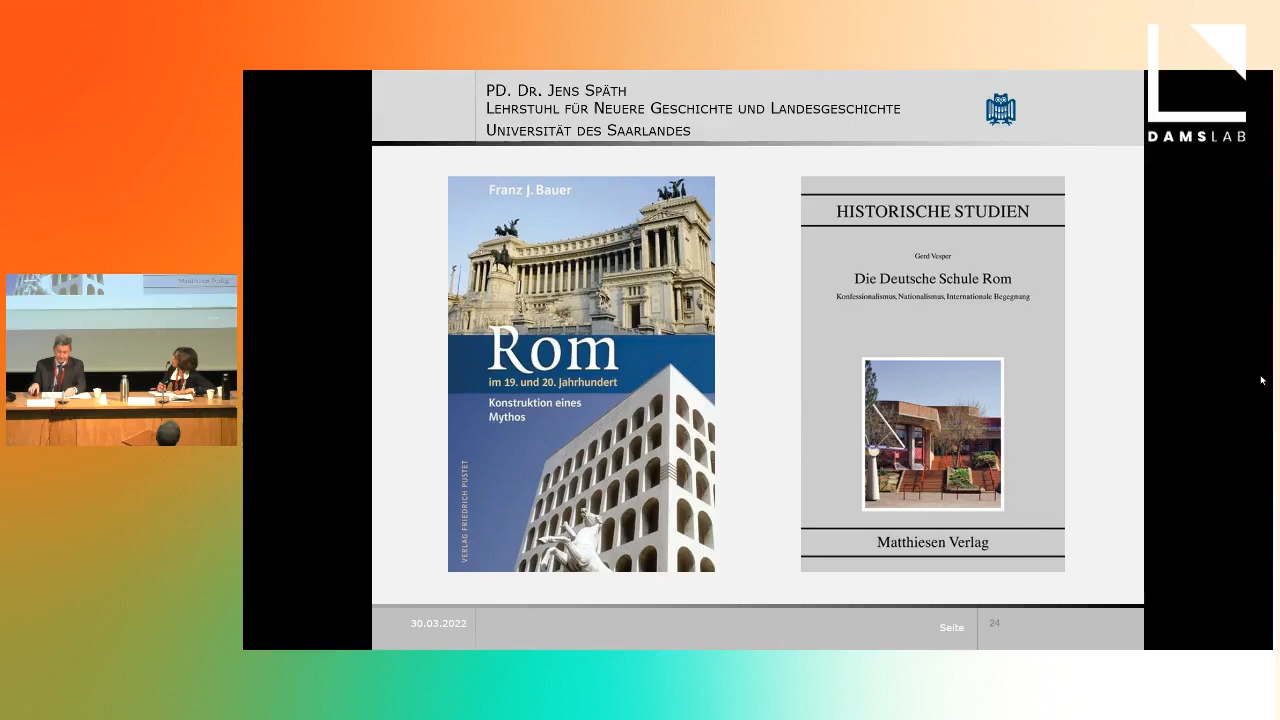 PD. Dr. Jens Späth
Lehrstuhl für Neuere Geschichte und Landesgeschichte
Universität des Saarlandes
DAMSLAB
Franz J. Bauer
Rom
im 19. und 20. Jahrhundert
Konstruktion eines
Mythos
VERLAG FRIEDRICH PUSTET
HISTORISCHE STUDIEN
Gerd Vesper
Die Deutsche Schule Rom
Konfessionalismus, Nationalismus, Internationale Begegnung
Matthiesen Verlag
Matthiesen Verlag
30.03.2022
Seite
24